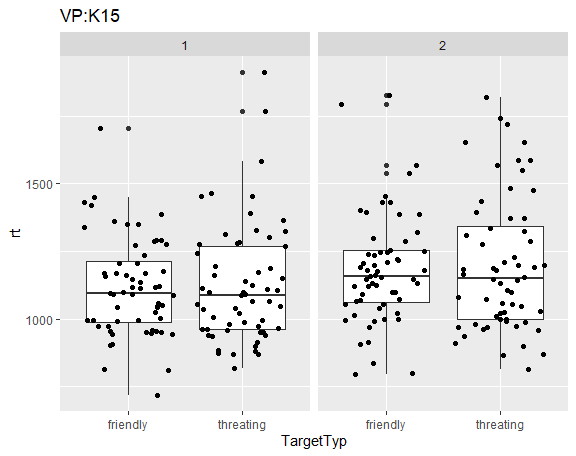 VP:K15
1
2
rt
1500
1000
friendly
threating
friendly
threating
TargetTyp